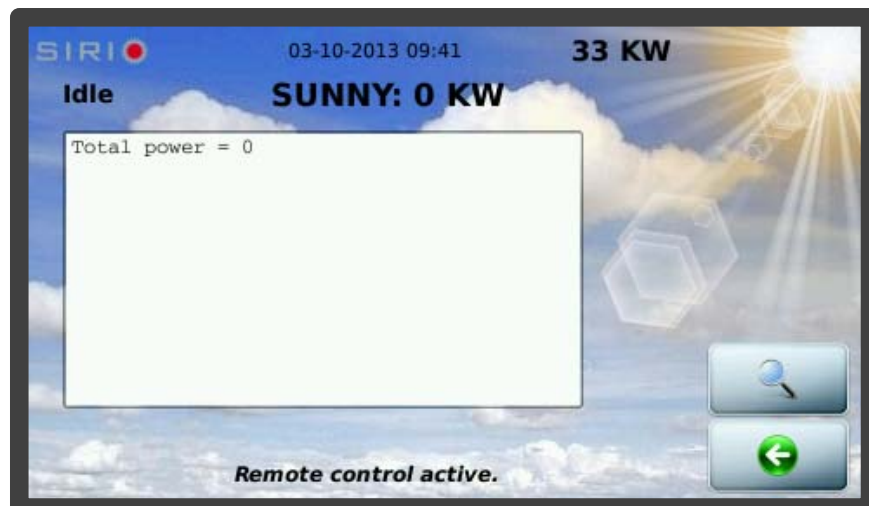 SIRIO
03-10-2013 09:41
33 KW
Idle
SUNNY: 0 KW
Total power = 0
Remote control active.